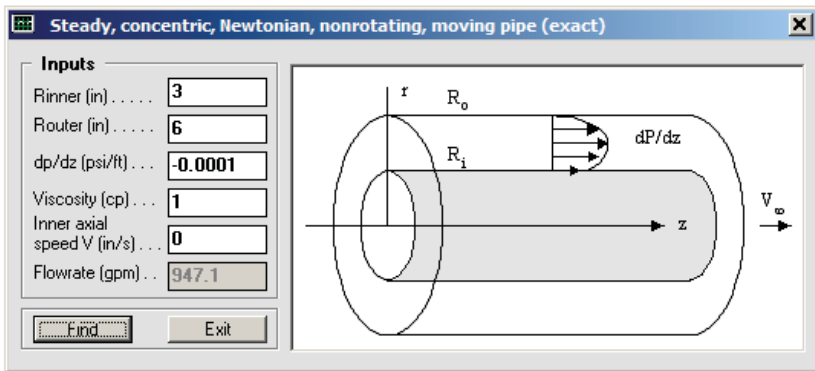 Steady, concentric, Newtonian, nonrotating, moving pipe (exact)
Inputs
Rinner (in) . . . . . 3
Router (in) . . . . . 6
dp/dz (psi/ft) . . . -0.0001
Viscosity (cp) . . . 1
Inner axial
speed V (in/s) . . . 0
Flowrate (gpm) . . 947.1
Find
Exit
r
Ro
Ri
dP/dz
z